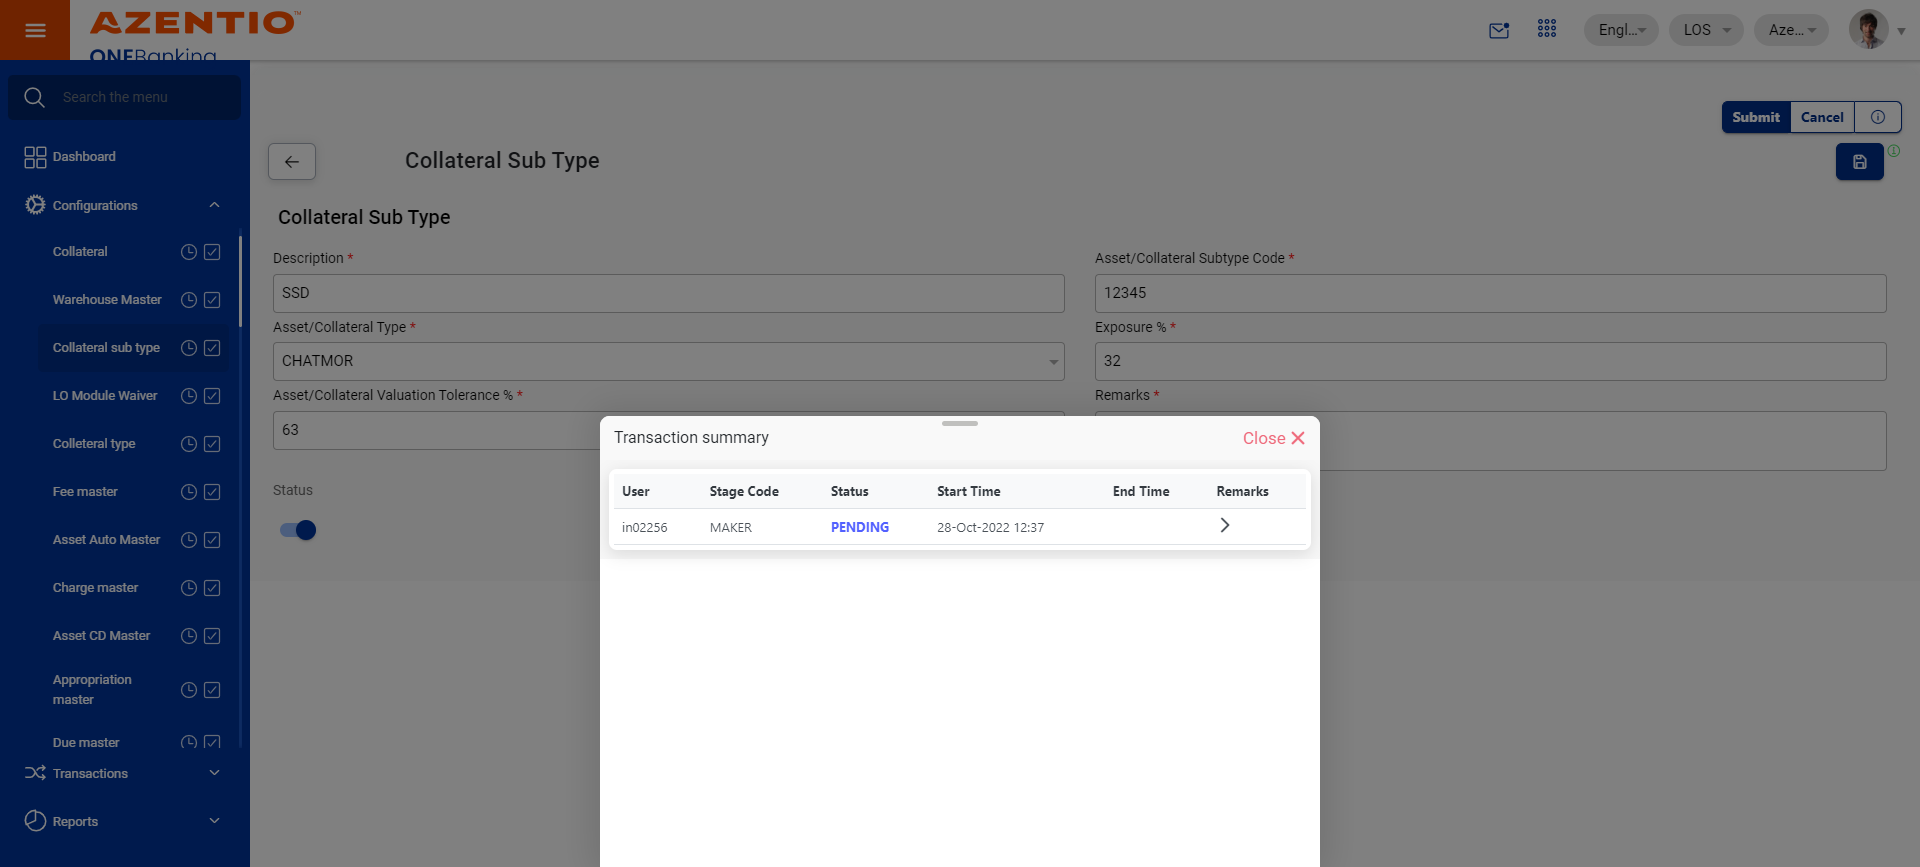 AZENTIO™
ONEBanking
Engl...
LOS
Aze...
Search the menu
Dashboard
Configurations
Collateral
Warehouse Master
Collateral sub type
LO Module Waiver
Colleteral type
Fee master
Asset Auto Master
Charge master
Asset CD Master
Appropriation
master
Due master
Transactions
Reports
Submit
Cancel
Collateral Sub Type
Collateral Sub Type
Description *
Asset/Collateral Subtype Code *
SSD
12345
Asset/Collateral Type *
Exposure % *
CHATMOR
32
Asset/Collateral Valuation Tolerance % *
Remarks *
63
Status
Transaction summary
Close
User Stage Code Status Start Time End Time Remarks
in02256 MAKER PENDING 28-Oct-2022 12:37